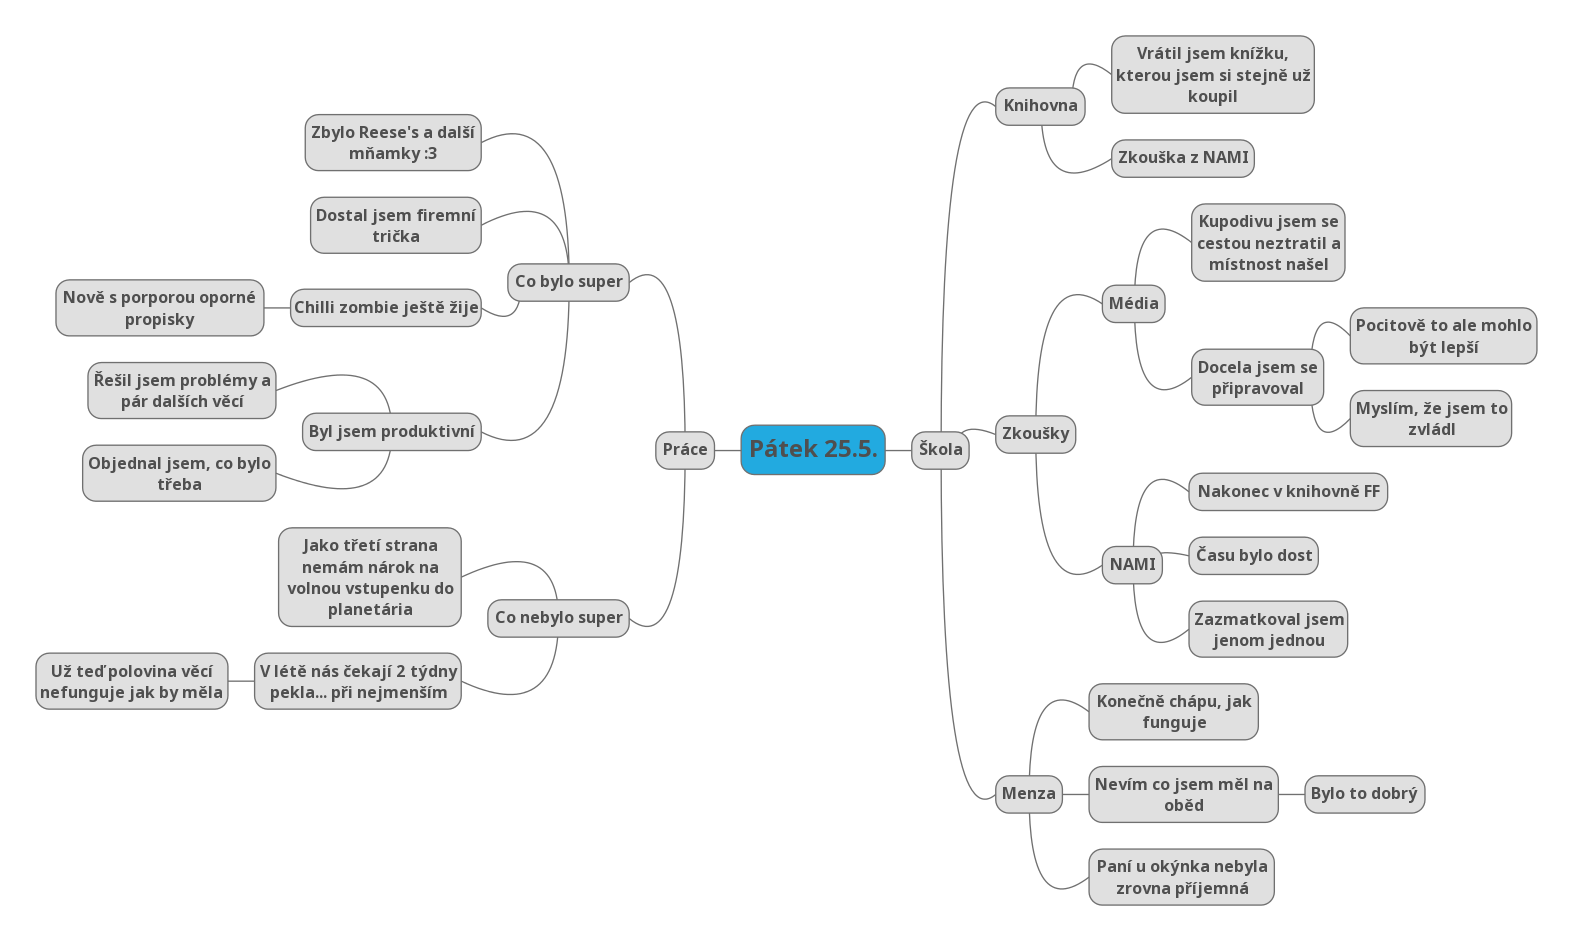 Pátek 25.5.
Práce
Co bylo super
Zbylo Reese's a další
mňamky :3
Dostal jsem firemní
trička
Chilli zombie ještě žije
Nově s porporou oporné
propisky
Byl jsem produktivní
Řešil jsem problémy a
pár dalších věcí
Objednal jsem, co bylo
třeba
Co nebylo super
Jako třetí strana
nemám nárok na
volnou vstupenku do
planetária
V létě nás čekají 2 týdny
pekla... při nejmenším
Už teď polovina věcí
nefunguje jak by měla
Škola
Knihovna
Vrátil jsem knížku,
kterou jsem si stejně už
koupil
Zkouška z NAMI
Zkoušky
Média
Kupodivu jsem se
cestou neztratil a
místnost našel
Docela jsem se
připravoval
Pocitově to ale mohlo
být lepší
Myslím, že jsem to
zvládl
NAMI
Nakonec v knihovně FF
Času bylo dost
Zazmatkoval jsem
jenom jednou
Menza
Konečně chápu, jak
funguje
Nevím co jsem měl na
oběd
Bylo to dobrý
Paní u okýnka nebyla
zrovna příjemná